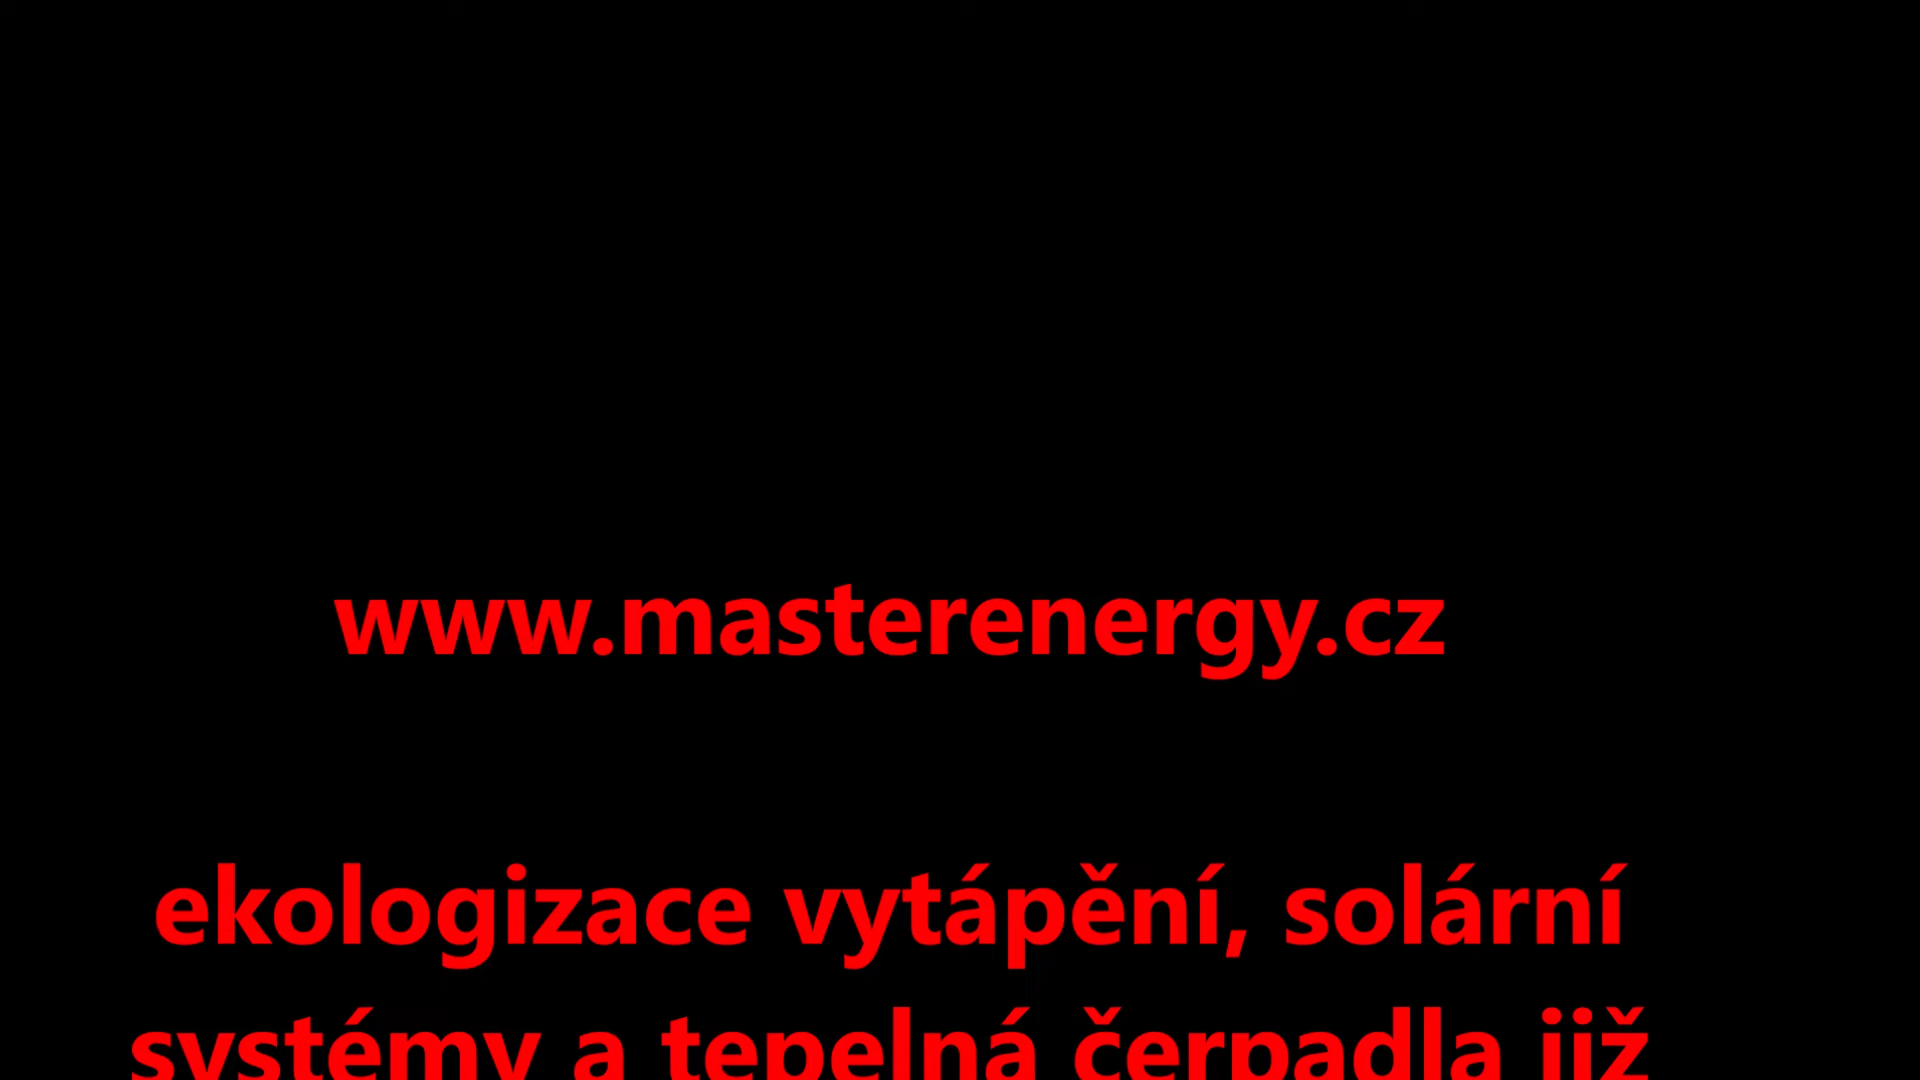 www.masterenergy.cz
ekologizace vytápění, solární
systémy a tepelná čerpadla již